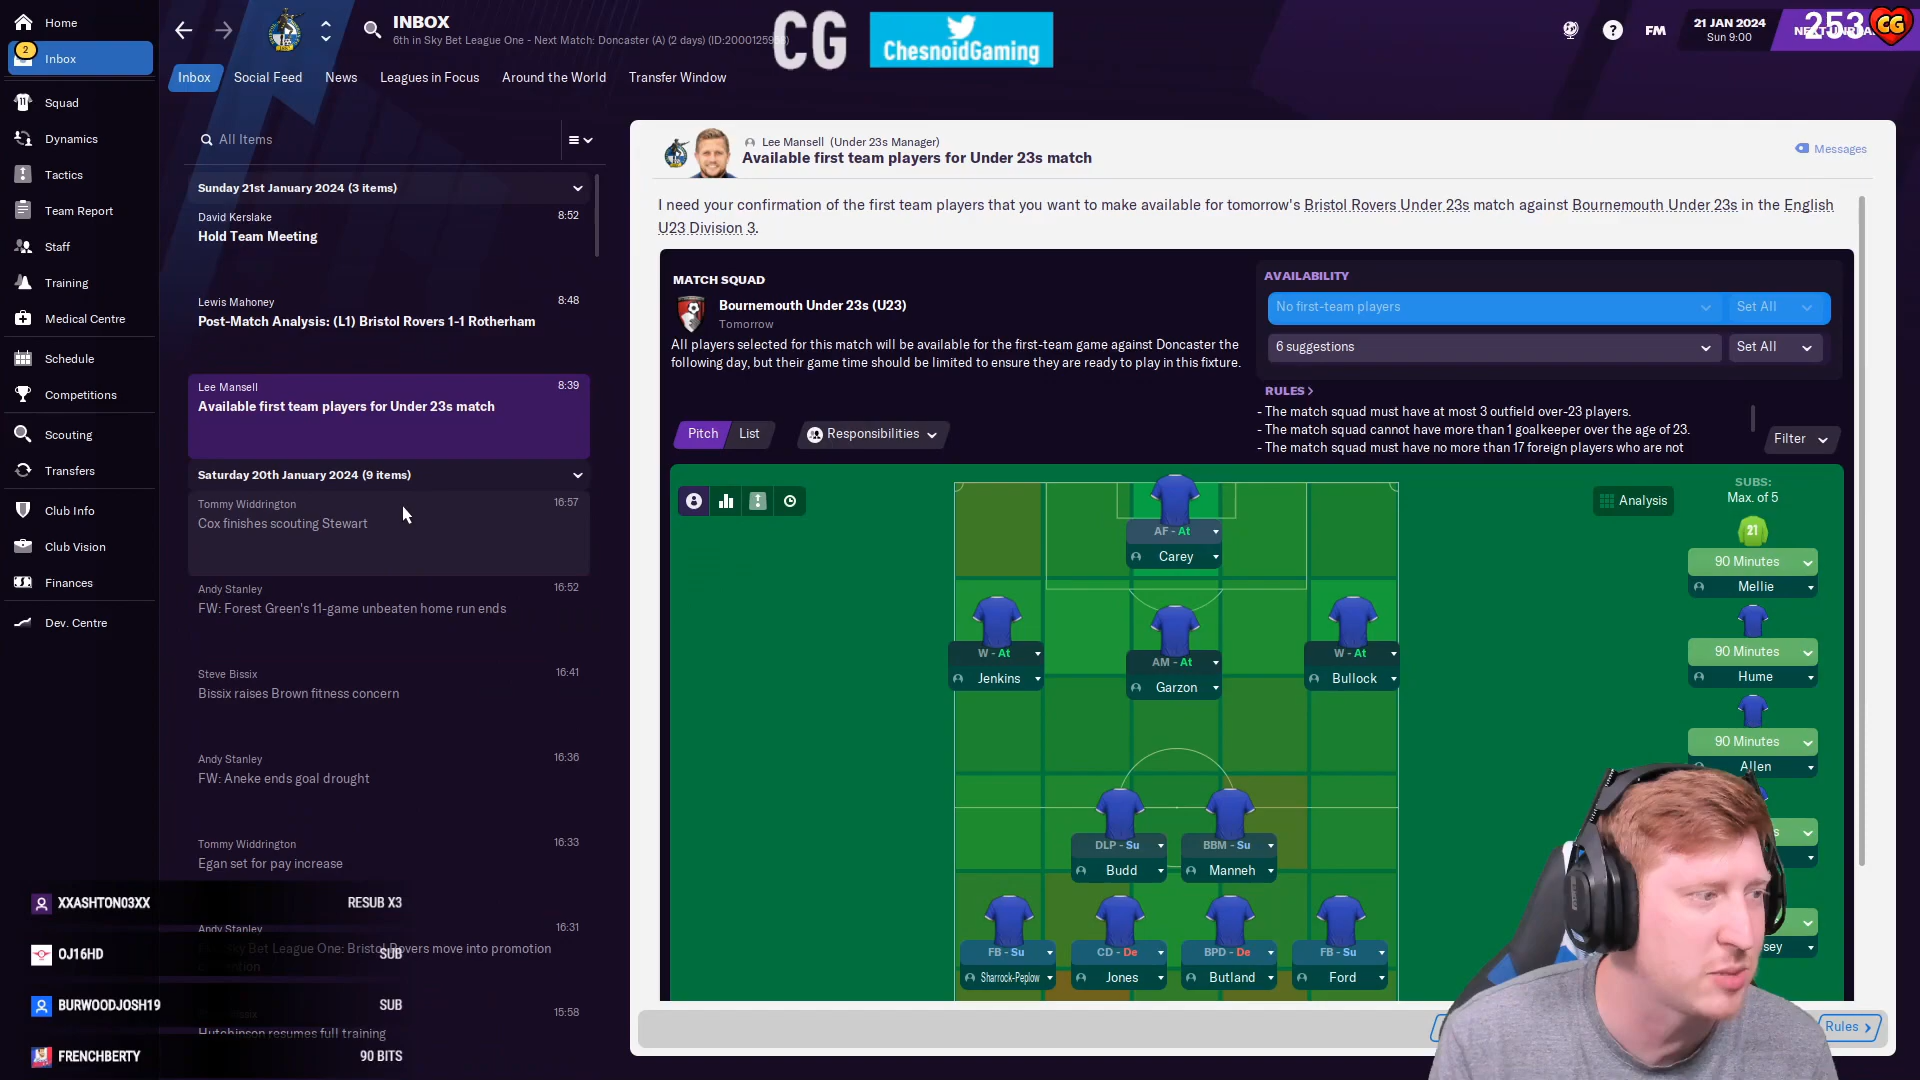 Home
2
Inbox
Squad
Dynamics
Tactics
Team Report
Staff
Training
Medical Centre
Schedule
Competitions
Scouting
Transfers
Club Info
Club Vision
Finances
Dev. Centre
INBOX
6th in Sky Bet League One - Next Match: Doncaster (A) (2 days)
CG
ChesnoidGaming
FM
21 JAN 2024
Sun 9:00
253
CG
Inbox
Social Feed
News
Leagues in Focus
Around the World
Transfer Window
All Items
Sunday 21st January 2024 (3 items)
David Kerslake
8:52
Hold Team Meeting
Lewis Mahoney
8:48
Post-Match Analysis: (L1) Bristol Rovers 1-1 Rotherham
Lee Mansell
8:39
Available first team players for Under 23s match
Saturday 20th January 2024 (9 items)
Tommy Widdrington
16:57
Cox finishes scouting Stewart
Andy Stanley
16:52
FW: Forest Green's 11-game unbeaten home run ends
Steve Bissix
16:41
Bissix raises Brown fitness concern
Andy Stanley
16:36
FW: Aneke ends goal drought
Tommy Widdrington
16:33
Egan set for pay increase
Andy Stanley
16:31
Sky Bet League One: Bristol Rovers move into promotion
15:58
Hutchinson resumes full training
XXASHTON03XX
RESUB X3
OJ16HD
SUB
BURWOODJOSH19
SUB
FRENCHBERTY
90 BITS
Lee Mansell (Under 23s Manager)
Available first team players for Under 23s match
Messages
I need your confirmation of the first team players that you want to make available for tomorrow's Bristol Rovers Under 23s match against Bournemouth Under 23s in the English
U23 Division 3.
MATCH SQUAD
Bournemouth Under 23s (U23)
Tomorrow
All players selected for this match will be available for the first-team game against Doncaster the
following day, but their game time should be limited to ensure they are ready to play in this fixture.
AVAILABILITY
No first-team players
Set All
6 suggestions
Set All
RULES >
- The match squad must have at most 3 outfield over-23 players.
- The match squad cannot have more than 1 goalkeeper over the age of 23.
- The match squad must have no more than 17 foreign players who are not
Pitch
List
Responsibilities
Filter
Analysis
SUBS:
Max. of 5
AF - At
Carey
W - At
Jenkins
AM - At
Garzon
W - At
Bullock
DLP - Su
Budd
BBM - Su
Manneh
FB - Su
Sharrock-Peplow
CD - De
Jones
BPD - De
Butland
FB - Su
Ford
21
90 Minutes
Mellie
90 Minutes
Hume
90 Minutes
Allen
Rules >